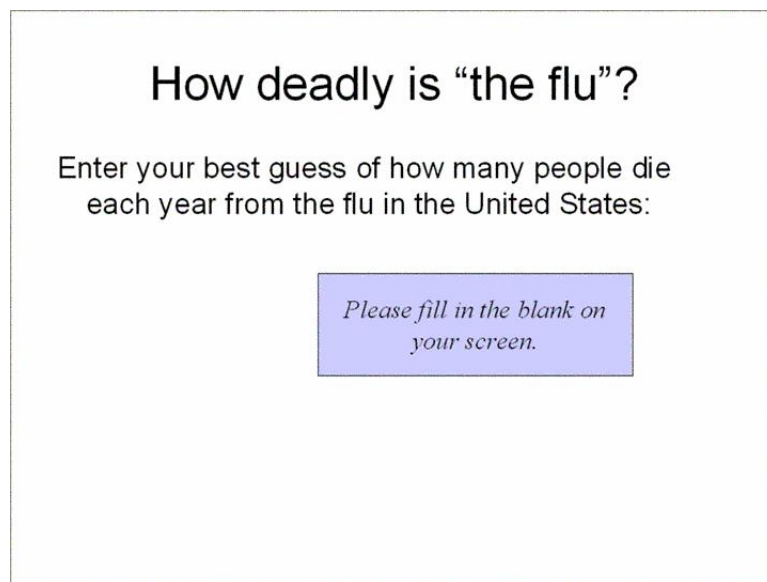 How deadly is “the flu”?
Enter your best guess of how many people die
each year from the flu in the United States:
Please fill in the blank on
your screen.